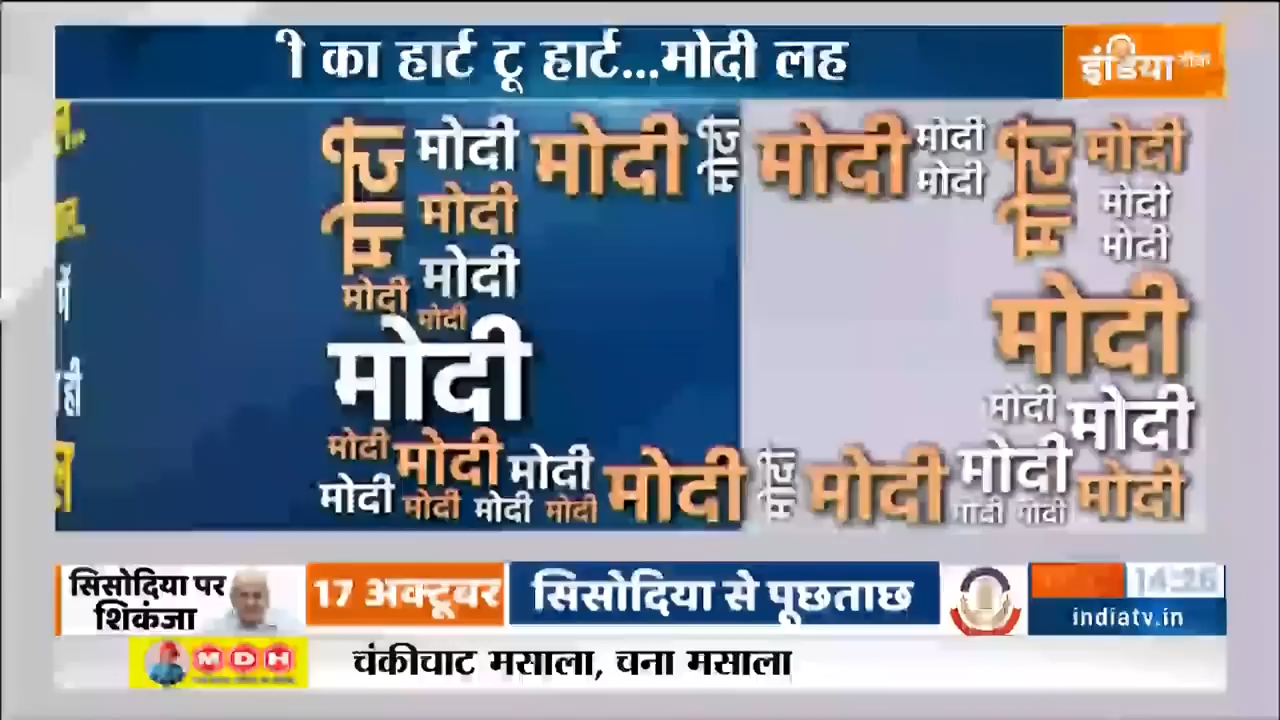 ी का हार्ट टू हार्ट...मोदी लह
इंडिया टीवी
में
ही
मोदी मोदी मोदी मोदी मोदी मोदी मोदी मोदी
मोदी मोदी मोदी
मोदी मोदी
मोदी मोदी
मोदी मोदी
मोदी मोदी मोदी
मोदी मोदी मोदी मोदी मोदी मोदी मोदी
मोदी मोदी मोदी मोदी मोदी मोदी मोदी
सिसोदिया पर
शिकंजा
17 अक्टूबर
सिसोदिया से पूछताछ
14:26
indiatv.in
MDH
चंकीचाट मसाला, चना मसाला